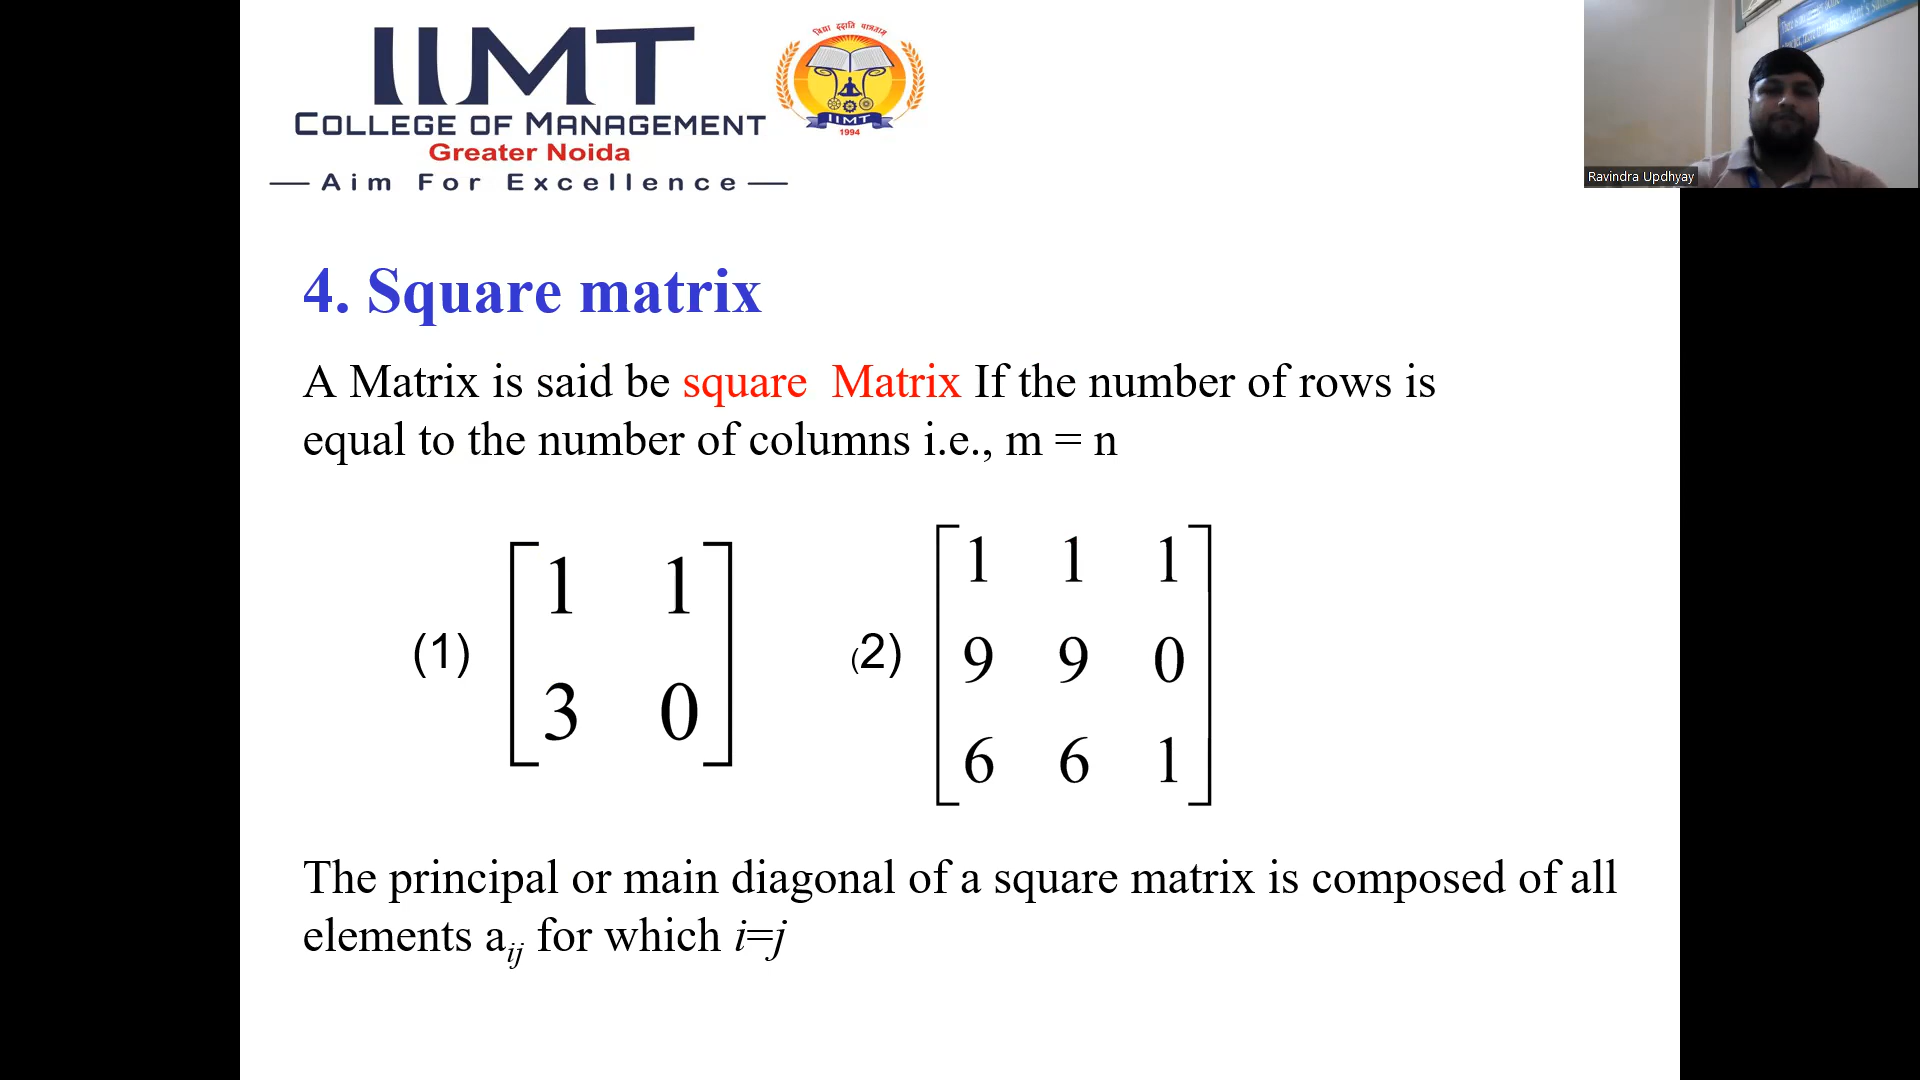 IIMT
COLLEGE OF MANAGEMENT
Greater Noida
Aim For Excellence
विद्या ददाति पात्रताम्
IIMT
1994
Ravindra Updhyay
4. Square matrix
A Matrix is said be square Matrix If the number of rows is
equal to the number of columns i.e., m = n
(1)
1 1
3 0
(2)
1 1 1
9 9 0
6 6 1
The principal or main diagonal of a square matrix is composed of all
elements aij for which i=j